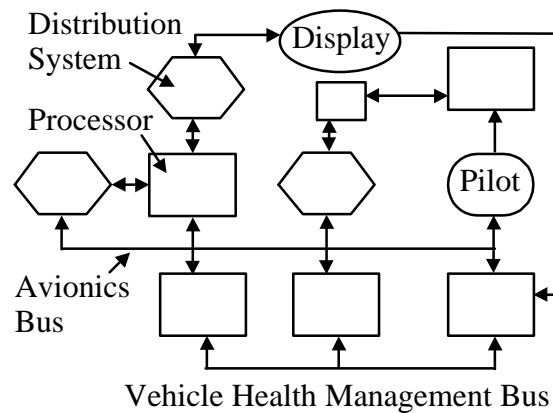 Distribution
System
Display
Processor
Pilot
Avionics
Bus
Vehicle Health Management Bus